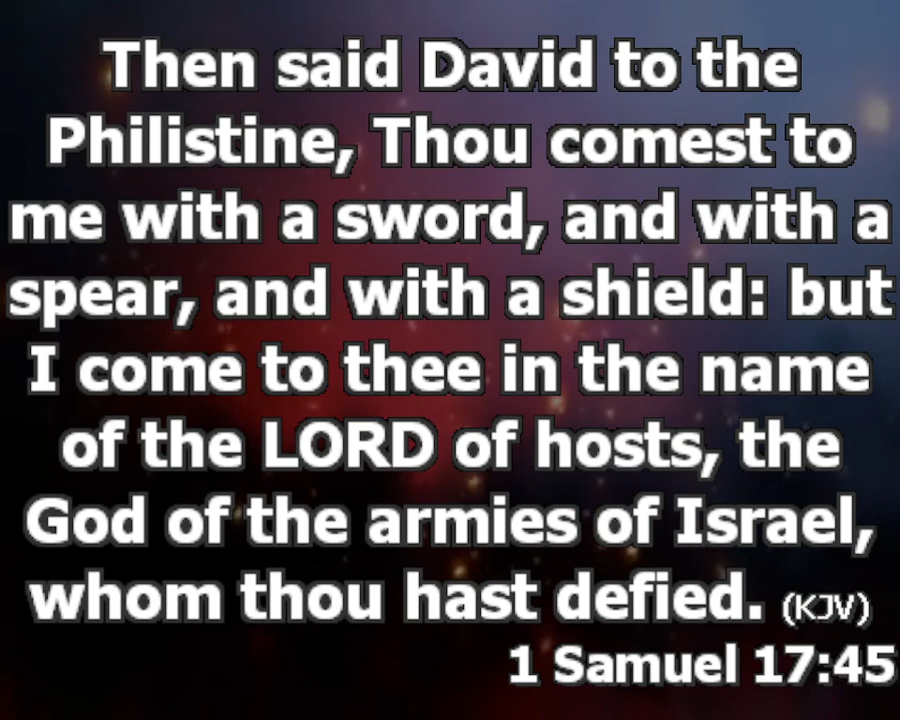 Then said David to the
Philistine, Thou comest to
me with a sword, and with a
spear, and with a shield: but
I come to thee in the name
of the LORD of hosts, the
God of the armies of Israel,
whom thou hast defied. (KJV)
1 Samuel 17:45